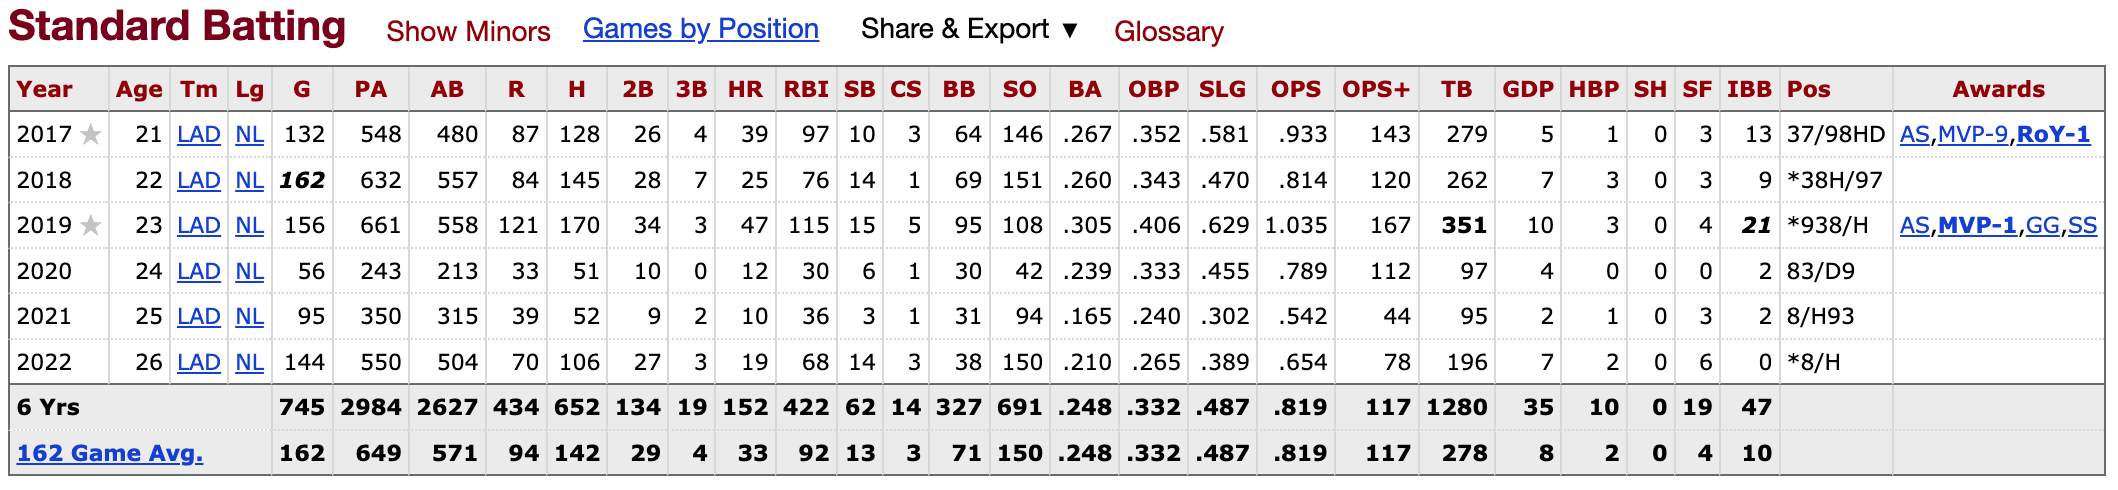 Standard Batting Show Minors Games by Position Share & Export ▼ Glossary
Year Age Tm Lg G PA AB R H 2B 3B HR RBI SB CS BB SO BA OBP SLG OPS OPS+ TB GDP HBP SH SF IBB Pos Awards
2017 ★ 21 LAD NL 132 548 480 87 128 26 4 39 97 10 3 64 146 .267 .352 .581 .933 143 279 5 1 0 3 13 37/98HD AS,MVP-9,RoY-1
2018 22 LAD NL 162 632 557 84 145 28 7 25 76 14 1 69 151 .260 .343 .470 .814 120 262 7 3 0 3 9 *38H/97
2019 ★ 23 LAD NL 156 661 558 121 170 34 3 47 115 15 5 95 108 .305 .406 .629 1.035 167 351 10 3 0 4 21 *938/H AS,MVP-1,GG,SS
2020 24 LAD NL 56 243 213 33 51 10 0 12 30 6 1 30 42 .239 .333 .455 .789 112 97 4 0 0 0 2 83/D9
2021 25 LAD NL 95 350 315 39 52 9 2 10 36 3 1 31 94 .165 .240 .302 .542 44 95 2 1 0 3 2 8/H93
2022 26 LAD NL 144 550 504 70 106 27 3 19 68 14 3 38 150 .210 .265 .389 .654 78 196 7 2 0 6 0 *8/H
6 Yrs 745 2984 2627 434 652 134 19 152 422 62 14 327 691 .248 .332 .487 .819 117 1280 35 10 0 19 47
162 Game Avg. 162 649 571 94 142 29 4 33 92 13 3 71 150 .248 .332 .487 .819 117 278 8 2 0 4 10